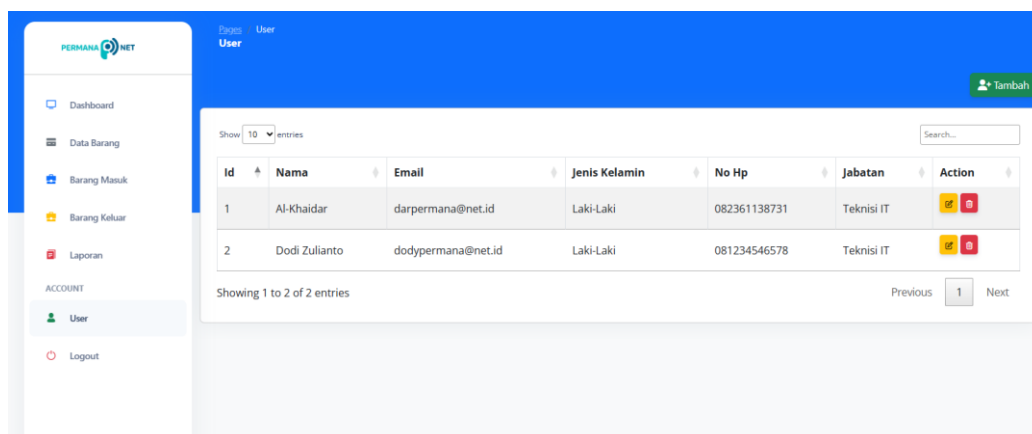 PERMANA NET
Dashboard
Data Barang
Barang Masuk
Barang Keluar
Laporan
ACCOUNT
User
Logout
Pages / User
User
Tambah
Show 10 entries
Search...
Id Nama Email Jenis Kelamin No Hp Jabatan Action
1 Al-Khaidar darpermana@net.id Laki-Laki 082361138731 Teknisi IT
2 Dodi Zulianto dodypermana@net.id Laki-Laki 081234546578 Teknisi IT
Showing 1 to 2 of 2 entries
Previous 1 Next